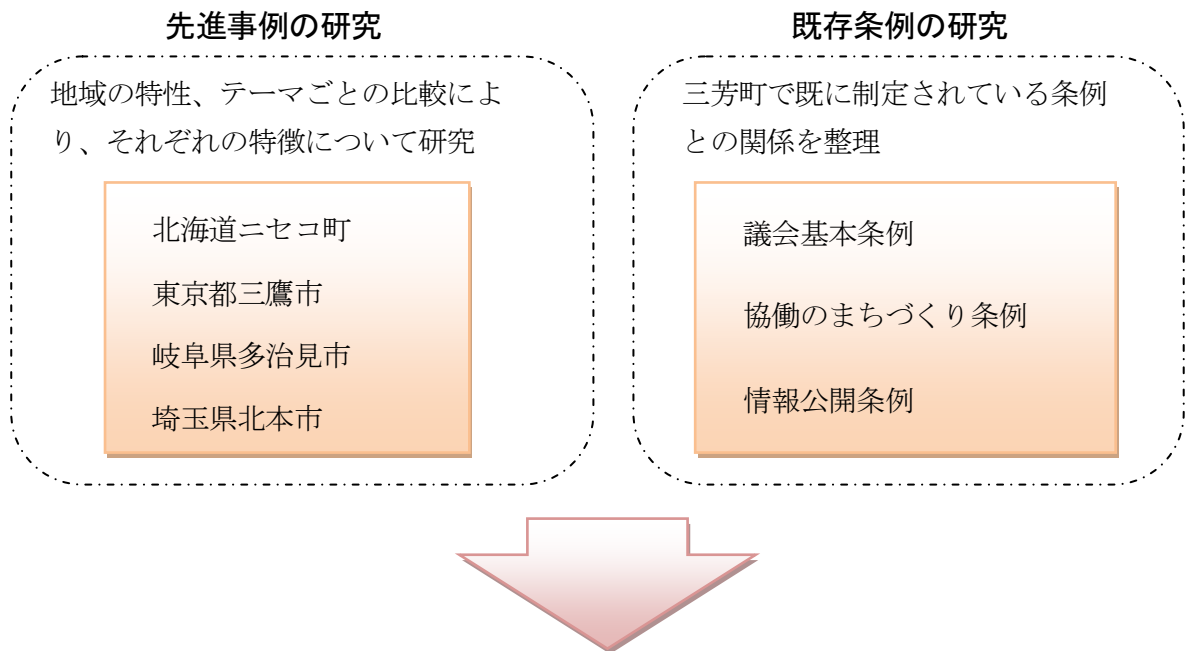 先進事例の研究
地域の特性、テーマごとの比較によ
り、それぞれの特徴について研究
北海道ニセコ町
東京都三鷹市
岐阜県多治見市
埼玉県北本市
既存条例の研究
三芳町で既に制定されている条例
との関係を整理
議会基本条例
協働のまちづくり条例
情報公開条例